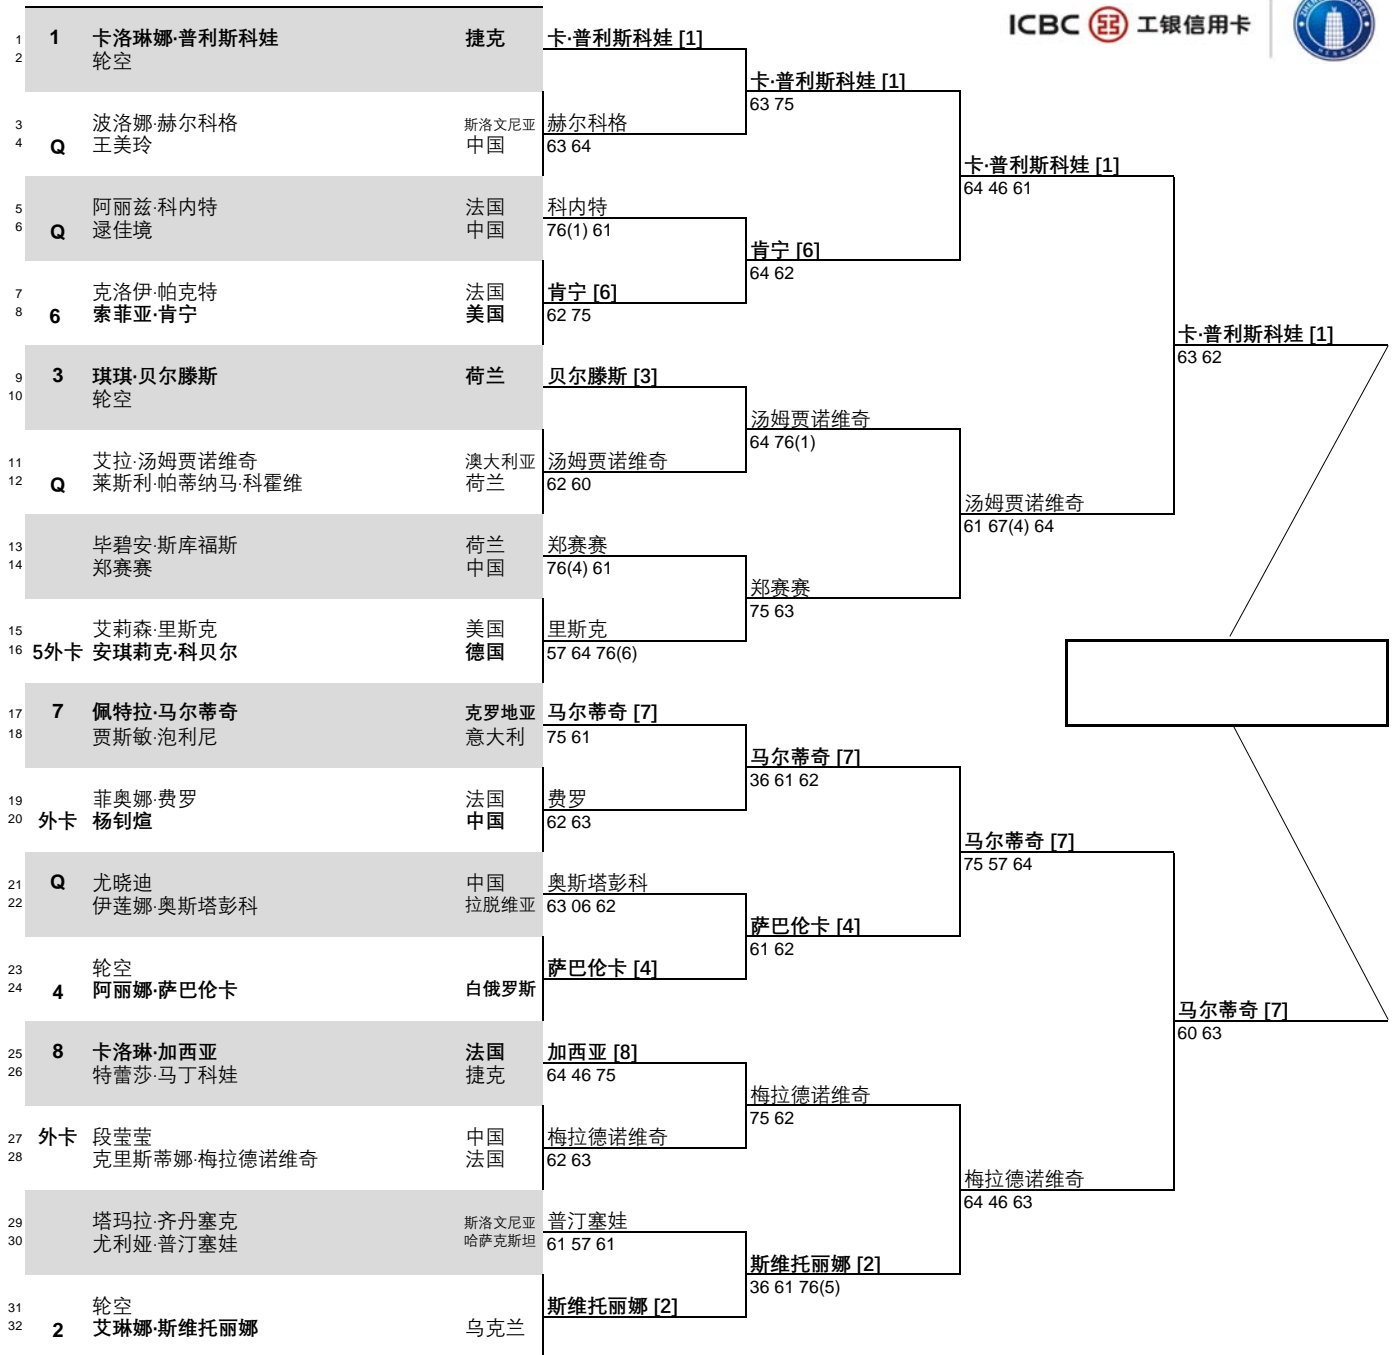 ICBC 工银信用卡
1 1 卡洛琳娜·普利斯科娃 捷克
2 轮空
3 波洛娜·赫尔科格 斯洛文尼亚
4 Q 王美玲 中国
5 阿丽兹·科内特 法国
6 Q 逯佳境 中国
7 克洛伊·帕克特 法国
8 6 索菲亚·肯宁 美国
9 3 琪琪·贝尔滕斯 荷兰
10 轮空
11 艾拉·汤姆贾诺维奇 澳大利亚
12 Q 莱斯利·帕蒂纳马·科霍维 荷兰
13 毕碧安·斯库福斯 荷兰
14 郑赛赛 中国
15 艾莉森·里斯克 美国
16 5外卡 安琪莉克·科贝尔 德国
17 7 佩特拉·马尔蒂奇 克罗地亚
18 贾斯敏·泡利尼 意大利
19 菲奥娜·费罗 法国
20 外卡 杨钊煊 中国
21 Q 尤晓迪 中国
22 伊莲娜·奥斯塔彭科 拉脱维亚
23 轮空
24 4 阿丽娜·萨巴伦卡 白俄罗斯
25 8 卡洛琳·加西亚 法国
26 特蕾莎·马丁科娃 捷克
27 外卡 段莹莹 中国
28 克里斯蒂娜·梅拉德诺维奇 法国
29 塔玛拉·齐丹塞克 斯洛文尼亚
30 尤利娅·普汀塞娃 哈萨克斯坦
31 轮空
32 2 艾琳娜·斯维托丽娜 乌克兰
卡·普利斯科娃 [1]
赫尔科格
63 64
科内特
76(1) 61
肯宁 [6]
62 75
贝尔滕斯 [3]
汤姆贾诺维奇
62 60
郑赛赛
76(4) 61
里斯克
57 64 76(6)
马尔蒂奇 [7]
75 61
费罗
62 63
奥斯塔彭科
63 06 62
萨巴伦卡 [4]
加西亚 [8]
64 46 75
梅拉德诺维奇
62 63
普汀塞娃
61 57 61
斯维托丽娜 [2]
卡·普利斯科娃 [1]
63 75
肯宁 [6]
64 62
汤姆贾诺维奇
64 76(1)
郑赛赛
75 63
马尔蒂奇 [7]
36 61 62
萨巴伦卡 [4]
61 62
梅拉德诺维奇
75 62
斯维托丽娜 [2]
36 61 76(5)
卡·普利斯科娃 [1]
64 46 61
汤姆贾诺维奇
61 67(4) 64
马尔蒂奇 [7]
75 57 64
梅拉德诺维奇
64 46 63
卡·普利斯科娃 [1]
63 62
马尔蒂奇 [7]
60 63